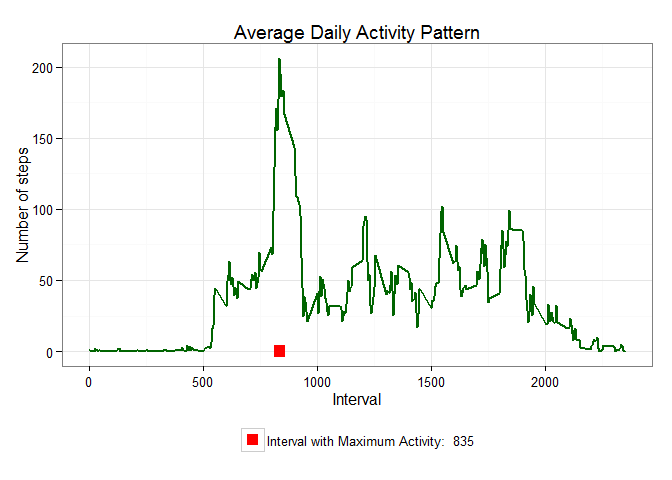 Average Daily Activity Pattern
Number of steps
200
150
100
50
0
0 500 1000 1500 2000
Interval
Interval with Maximum Activity: 835